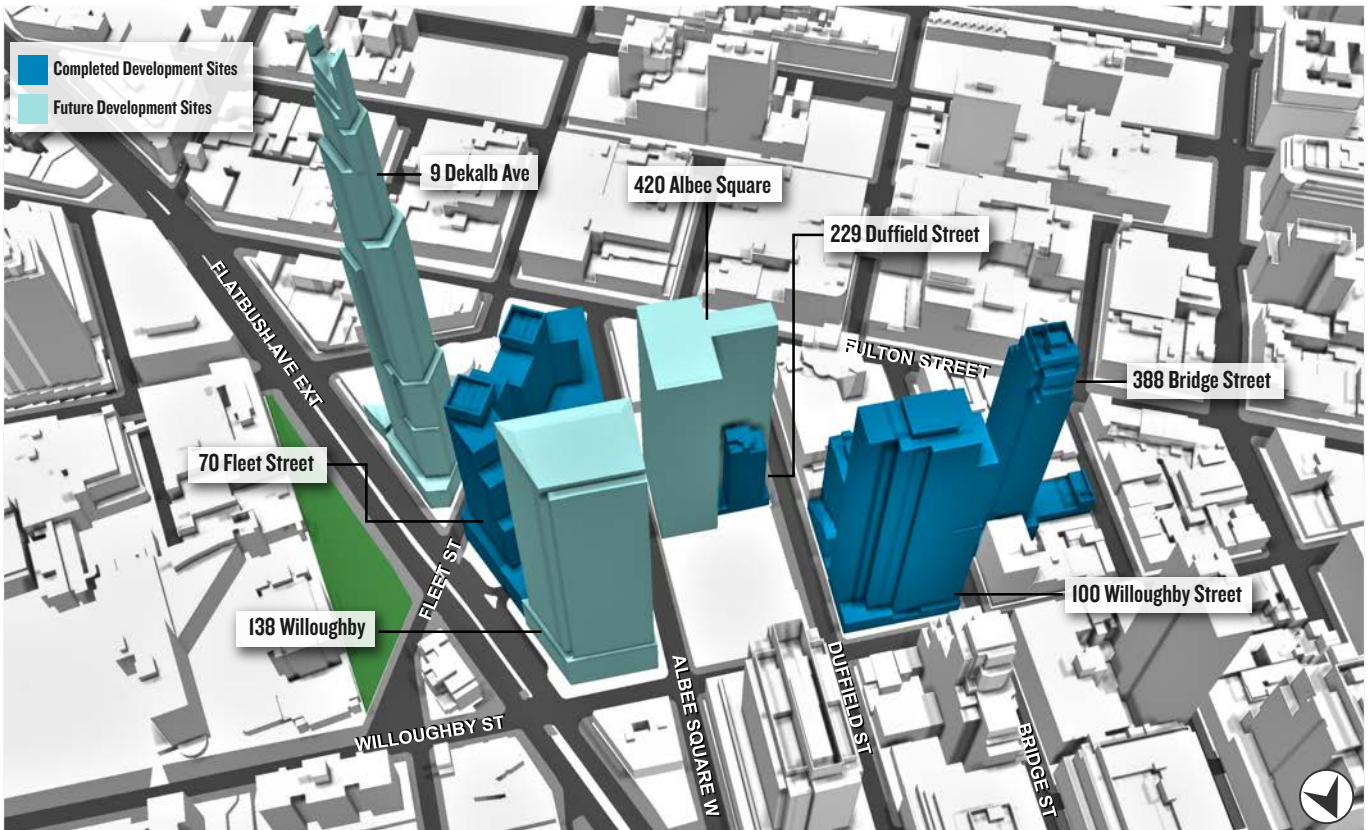 Completed Development Sites
Future Development Sites
9 Dekalb Ave
420 Albee Square
229 Duffield Street
FLATBUSH AVE EXT
FULTON STREET
388 Bridge Street
70 Fleet Street
FLEET ST
100 Willoughby Street
138 Willoughby
ALBEE SQUARE W
DUFFIELD ST
BRIDGE ST
WILLOUGHBY ST